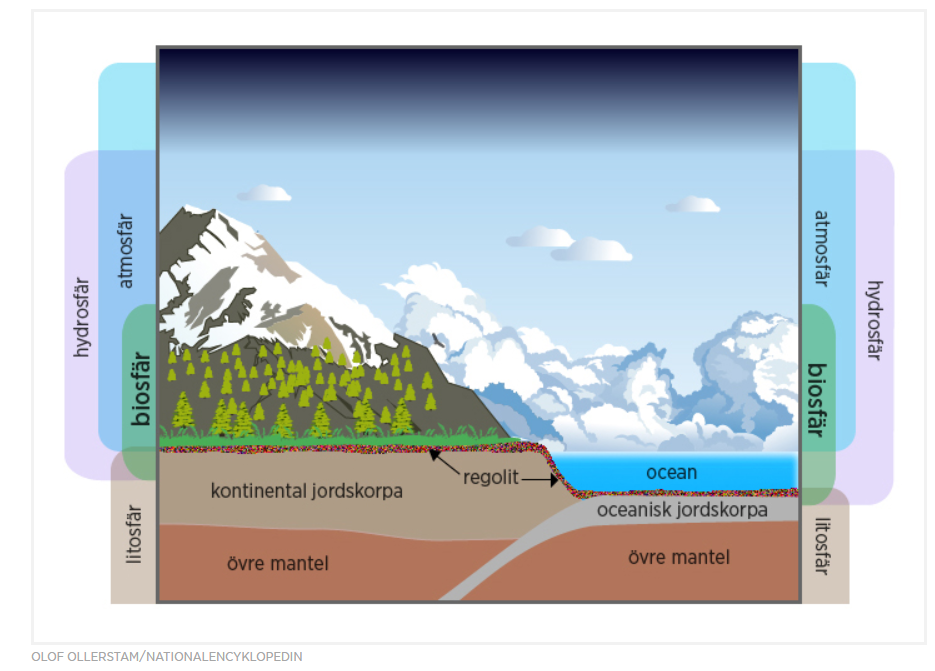 atmosfär
hydrosfär
biosfär
litosfär
atmosfär
hydrosfär
biosfär
litosfär
regolit
ocean
kontinental jordskorpa
oceanisk jordskorpa
övre mantel
övre mantel
OLOF OLLERSTAM/NATIONALENCYKLOPEDIN